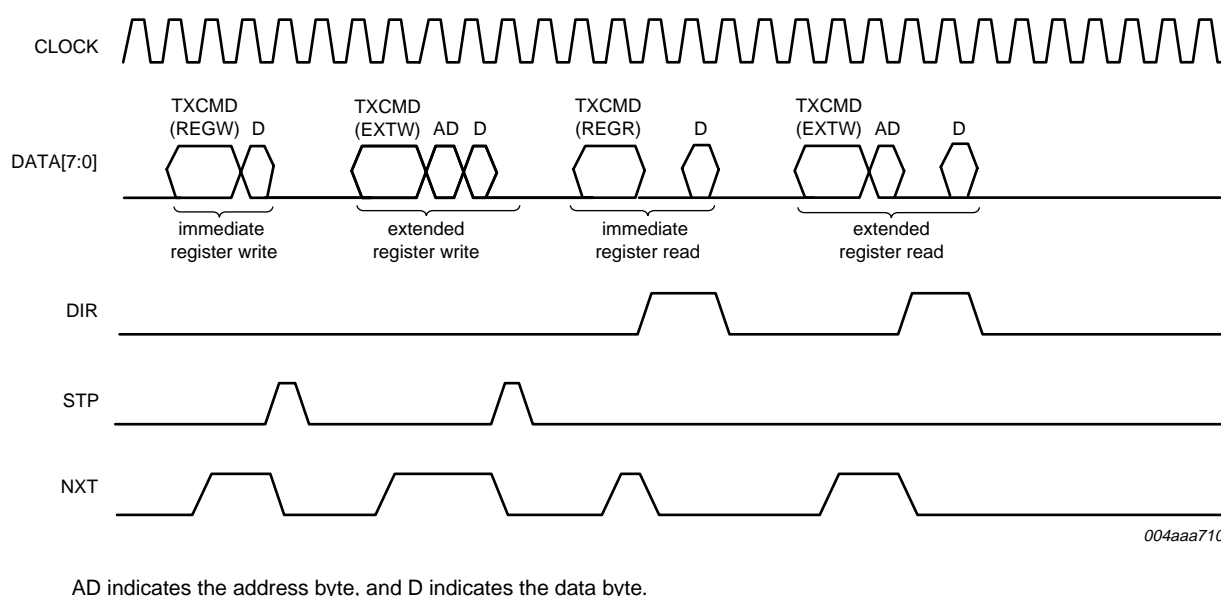 CLOCK
TXCMD TXCMD TXCMD TXCMD
(REGW) D (EXTW) AD D (REGR) D (EXTW) AD D
DATA[7:0]
immediate extended immediate extended
register write register write register read register read
DIR
STP
NXT
004aaa710
AD indicates the address byte, and D indicates the data byte.